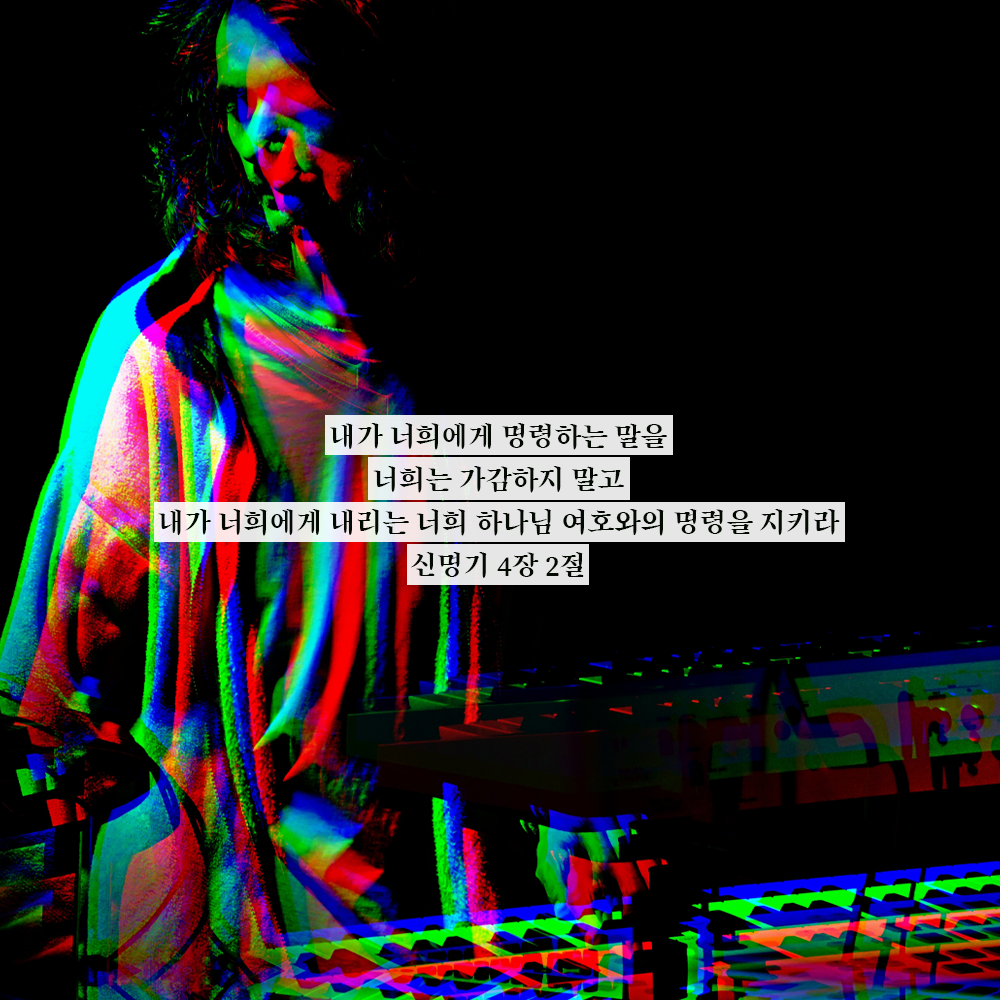 내가 너희에게 명령하는 말을
너희는 가감하지 말고
내가 너희에게 내리는 너희 하나님 여호와의 명령을 지키라
신명기 4장 2절